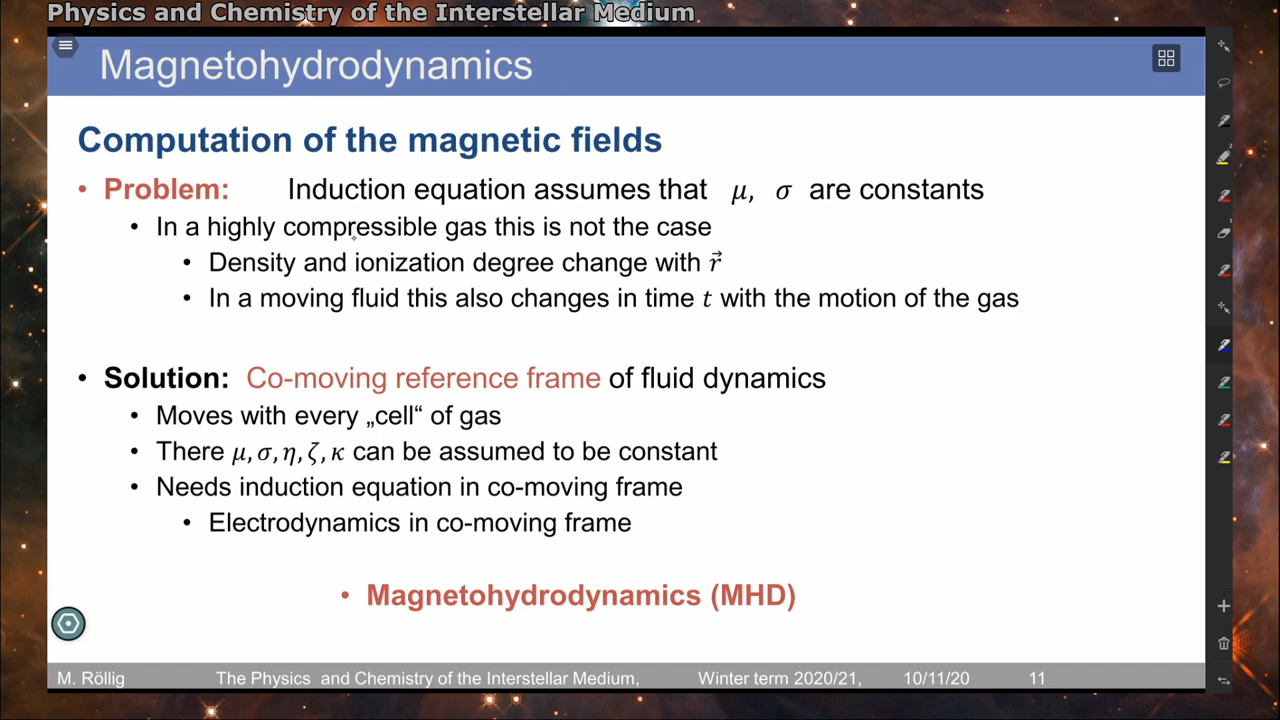 Physics and Chemistry of the Interstellar Medium
Magnetohydrodynamics
Computation of the magnetic fields
• Problem: Induction equation assumes that μ, σ are constants
• In a highly compressible gas this is not the case
• Density and ionization degree change with r⃗
• In a moving fluid this also changes in time t with the motion of the gas
• Solution: Co-moving reference frame of fluid dynamics
• Moves with every „cell“ of gas
• There μ, σ, η, ζ, κ can be assumed to be constant
• Needs induction equation in co-moving frame
• Electrodynamics in co-moving frame
• Magnetohydrodynamics (MHD)
M. Röllig The Physics and Chemistry of the Interstellar Medium, Winter term 2020/21, 10/11/20 11